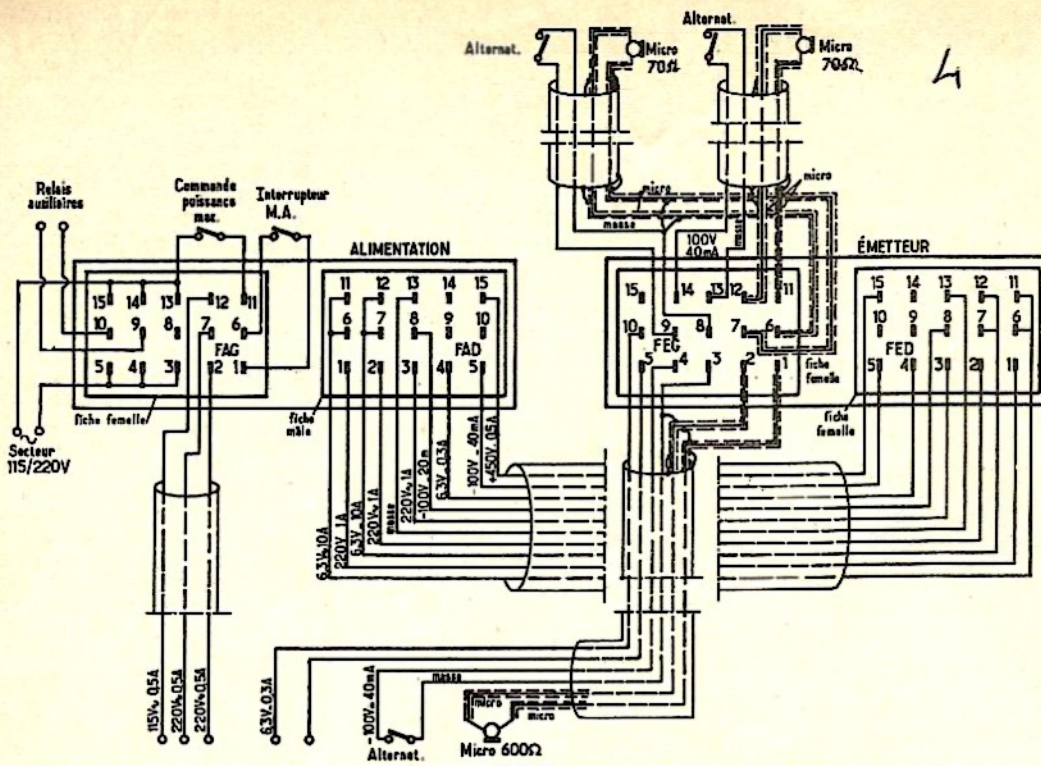 Alternat.
Micro
70Ω
Alternat.
Micro
70Ω
4
micro
micro
masse
masse
100V
40mA
Relais
auxiliaires
Commande
puissance
max.
Interrupteur
M.A.
ALIMENTATION
ÉMETTEUR
15 14 13 12 11
10 9 8 7 6
FAG
5 4 3 2 1
fiche femelle
11 12 13 14 15
6 7 8 9 10
FAD
1 2 3 4 5
fiche
mâle
15 14 13 12 11
10 9 8 7 6
FEG
5 4 3 2 1
fiche
femelle
15 14 13 12 11
10 9 8 7 6
FED
5 4 3 2 1
fiche
femelle
Secteur
115/220V
6,3V~10A
220V~1A
6,3V~10A
220V~1A
masse
220V~1A
-100V-20m
6,3V~0,3A
-100V-40mA
+450V-0,5A
115V~0,5A
220V~0,5A
220V~0,5A
6,3V~0,3A
-100V-40mA
masse
Alternat.
micro
micro
Micro 600Ω